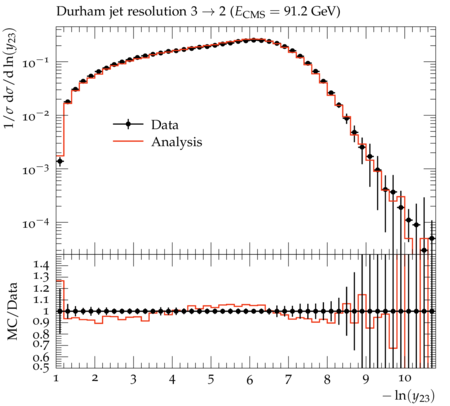 Durham jet resolution 3 → 2 (E_CMS = 91.2 GeV)
1/σ dσ/d ln(y_23)
10^−1
10^−2
10^−3
10^−4
Data
Analysis
MC/Data
1.4
1.3
1.2
1.1
1
0.9
0.8
0.7
0.6
0.5
1 2 3 4 5 6 7 8 9 10
− ln(y_23)